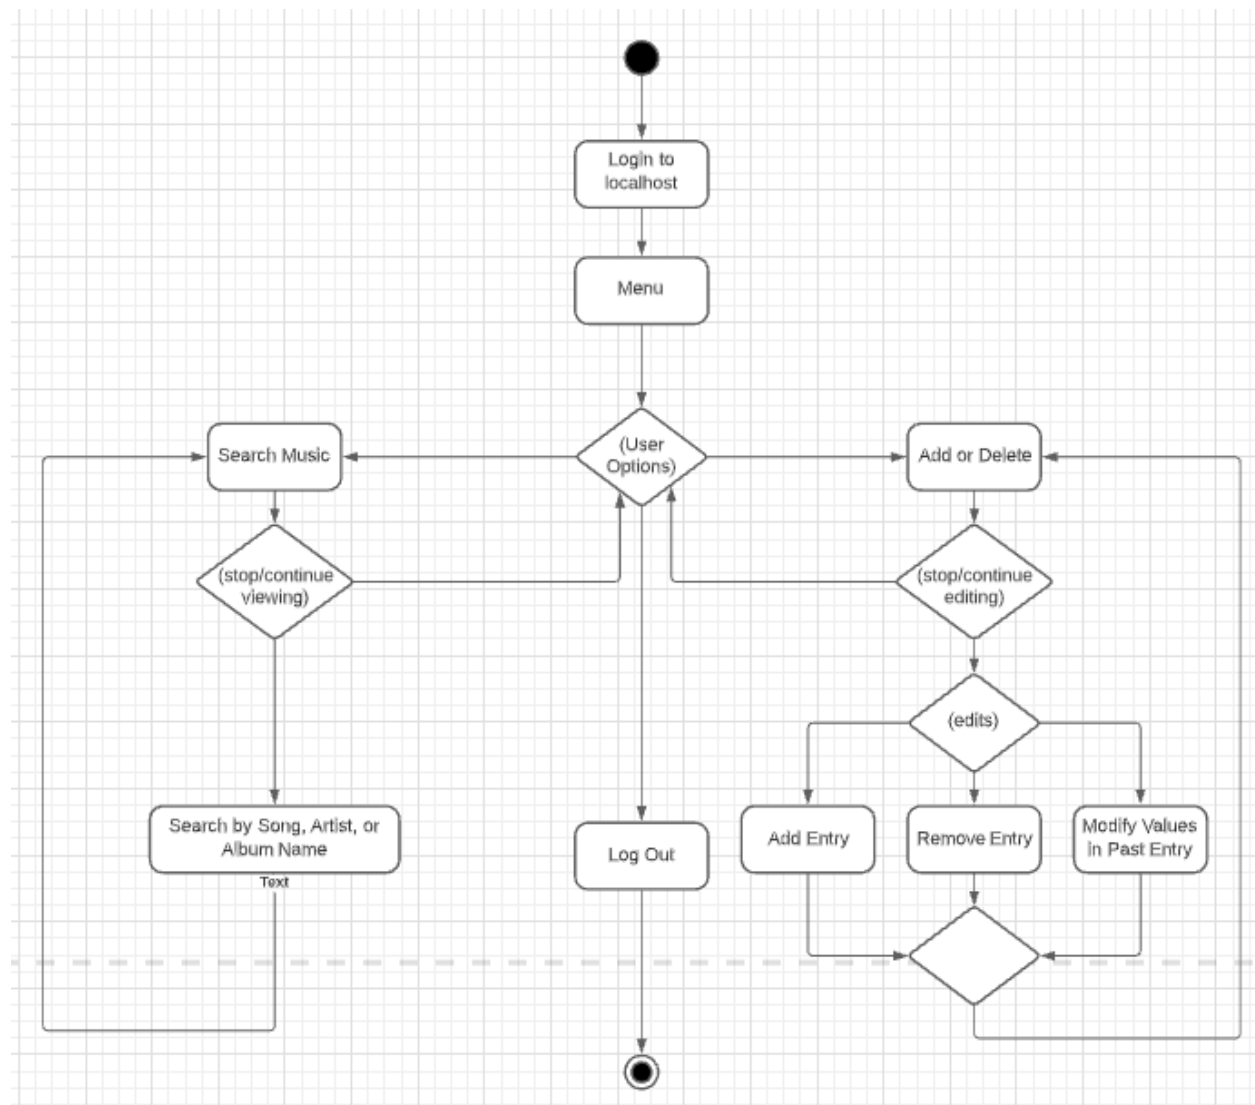 Login to
localhost
Menu
(User
Options)
Search Music
Add or Delete
(stop/continue
viewing)
(stop/continue
editing)
(edits)
Search by Song, Artist, or
Album Name
Text
Log Out
Add Entry
Remove Entry
Modify Values
in Past Entry